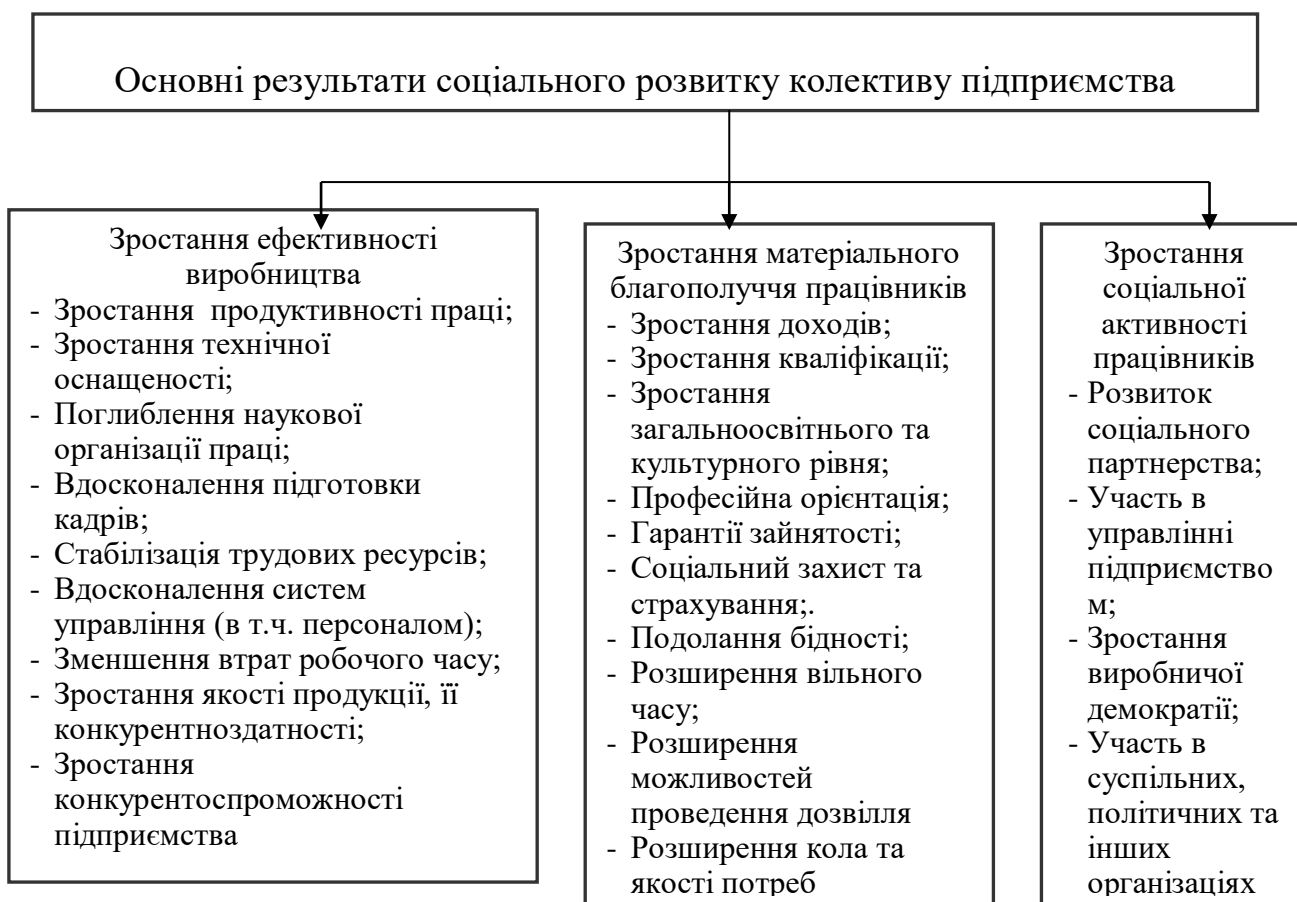 Основні результати соціального розвитку колективу підприємства
Зростання ефективності
виробництва
- Зростання продуктивності праці;
- Зростання технічної
оснащеності;
- Поглиблення наукової
організації праці;
- Вдосконалення підготовки
кадрів;
- Стабілізація трудових ресурсів;
- Вдосконалення систем
управління (в т.ч. персоналом);
- Зменшення втрат робочого часу;
- Зростання якості продукції, її
конкурентноздатності;
- Зростання
конкурентоспроможності
підприємства
Зростання матеріального
благополуччя працівників
- Зростання доходів;
- Зростання кваліфікації;
- Зростання
загальноосвітнього та
культурного рівня;
- Професійна орієнтація;
- Гарантії зайнятості;
- Соціальний захист та
страхування;.
- Подолання бідності;
- Розширення вільного
часу;
- Розширення
можливостей
проведення дозвілля
- Розширення кола та
якості потреб
Зростання
соціальної
активності
працівників
- Розвиток
соціального
партнерства;
- Участь в
управлінні
підприємство
м;
- Зростання
виробничої
демократії;
- Участь в
суспільних,
політичних та
інших
організаціях